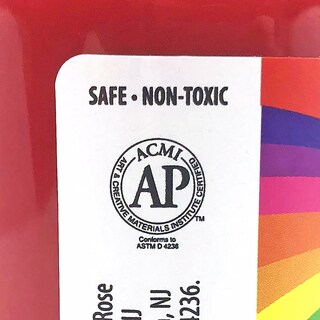 SAFE • NON-TOXIC
ACMI
ART & CREATIVE MATERIALS INSTITUTE CERTIFIED
AP
TM
Conforms to
ASTM D 4236
Rose
NJ
, NJ
4236.